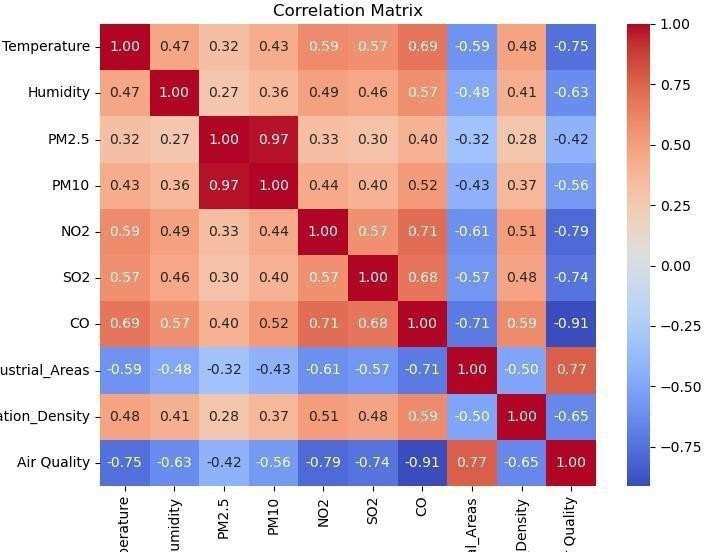 Correlation Matrix
Temperature 1.00 0.47 0.32 0.43 0.59 0.57 0.69 -0.59 0.48 -0.75
Humidity 0.47 1.00 0.27 0.36 0.49 0.46 0.57 -0.48 0.41 -0.63
PM2.5 0.32 0.27 1.00 0.97 0.33 0.30 0.40 -0.32 0.28 -0.42
PM10 0.43 0.36 0.97 1.00 0.44 0.40 0.52 -0.43 0.37 -0.56
NO2 0.59 0.49 0.33 0.44 1.00 0.57 0.71 -0.61 0.51 -0.79
SO2 0.57 0.46 0.30 0.40 0.57 1.00 0.68 -0.57 0.48 -0.74
CO 0.69 0.57 0.40 0.52 0.71 0.68 1.00 -0.71 0.59 -0.91
ustrial_Areas -0.59 -0.48 -0.32 -0.43 -0.61 -0.57 -0.71 1.00 -0.50 0.77
ation_Density 0.48 0.41 0.28 0.37 0.51 0.48 0.59 -0.50 1.00 -0.65
Air Quality -0.75 -0.63 -0.42 -0.56 -0.79 -0.74 -0.91 0.77 -0.65 1.00
perature
umidity
PM2.5
PM10
NO2
SO2
CO
al_Areas
Density
Quality
1.00
0.75
0.50
0.25
0.00
−0.25
−0.50
−0.75